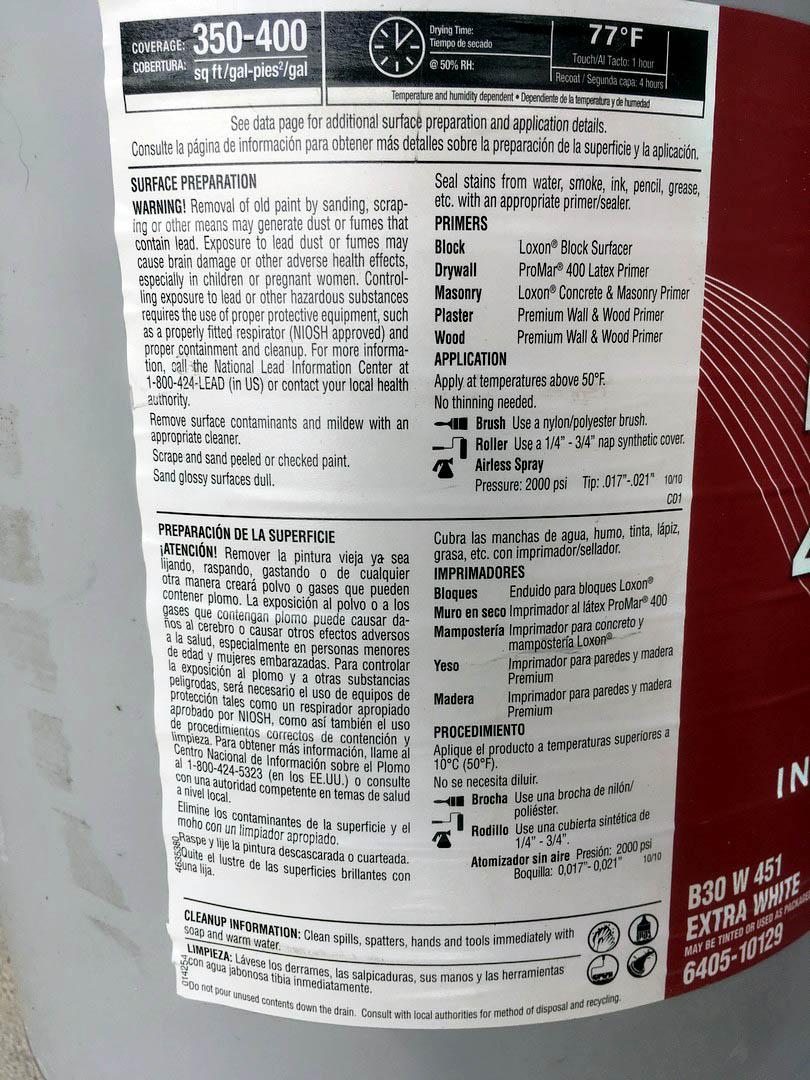 COVERAGE: 350-400
COBERTURA: sq ft/gal-pies²/gal
Drying Time:
Tiempo de secado
@ 50% RH:
77°F
Touch/Al Tacto: 1 hour
Recoat / Segunda capa: 4 hours
Temperature and humidity dependent • Dependiente de la temperatura y de humedad
See data page for additional surface preparation and application details.
Consulte la página de información para obtener más detalles sobre la preparación de la superficie y la aplicación.
SURFACE PREPARATION
WARNING! Removal of old paint by sanding, scrap-
ing or other means may generate dust or fumes that
contain lead. Exposure to lead dust or fumes may
cause brain damage or other adverse health effects,
especially in children or pregnant women. Control-
ling exposure to lead or other hazardous substances
requires the use of proper protective equipment, such
as a properly fitted respirator (NIOSH approved) and
proper containment and cleanup. For more informa-
tion, call the National Lead Information Center at
1-800-424-LEAD (in US) or contact your local health
authority.
Remove surface contaminants and mildew with an
appropriate cleaner.
Scrape and sand peeled or checked paint.
Sand glossy surfaces dull.
Seal stains from water, smoke, ink, pencil, grease,
etc. with an appropriate primer/sealer.
PRIMERS
Block Loxon® Block Surfacer
Drywall ProMar® 400 Latex Primer
Masonry Loxon® Concrete & Masonry Primer
Plaster Premium Wall & Wood Primer
Wood Premium Wall & Wood Primer
APPLICATION
Apply at temperatures above 50°F.
No thinning needed.
Brush Use a nylon/polyester brush.
Roller Use a 1/4" - 3/4" nap synthetic cover.
Airless Spray
Pressure: 2000 psi Tip: .017"-.021" 10/10
C01
PREPARACIÓN DE LA SUPERFICIE
¡ATENCIÓN! Remover la pintura vieja ya sea
lijando, raspando, gastando o de cualquier
otra manera creará polvo o gases que pueden
contener plomo. La exposición al polvo o a los
gases que contengan plomo puede causar da-
ños al cerebro o causar otros efectos adversos
a la salud, especialmente en personas menores
de edad y mujeres embarazadas. Para controlar
la exposición al plomo y a otras substancias
peligrodas, será necesario el uso de equipos de
protección tales como un respirador apropiado
aprobado por NIOSH, como así también el uso
de procedimientos correctos de contención y
limpieza. Para obtener más información, llame al
Centro Nacional de Información sobre el Plomo
al 1-800-424-5323 (en los EE.UU.) o consulte
con una autoridad competente en temas de salud
a nivel local.
Elimine los contaminantes de la superficie y el
moho con un limpiador apropiado.
Raspe y lije la pintura descascarada o cuarteada.
Quite el lustre de las superficies brillantes con
una lija.
Cubra las manchas de agua, humo, tinta, lápiz,
grasa, etc. con imprimador/sellador.
IMPRIMADORES
Bloques Enduido para bloques Loxon®
Muro en seco Imprimador al látex ProMar® 400
Mampostería Imprimador para concreto y
mampostería Loxon®
Yeso Imprimador para paredes y madera
Premium
Madera Imprimador para paredes y madera
Premium
PROCEDIMIENTO
Aplique el producto a temperaturas superiores a
10°C (50°F).
No se necesita diluir.
Brocha Use una brocha de nilón/
poliéster.
Rodillo Use una cubierta sintética de
1/4" - 3/4".
Atomizador sin aire Presión: 2000 psi
Boquilla: 0,017"- 0,021" 10/10
CLEANUP INFORMATION: Clean spills, spatters, hands and tools immediately with
soap and warm water.
LIMPIEZA: Lávese los derrames, las salpicaduras, sus manos y las herramientas
con agua jabonosa tibia inmediatamente.
Do not pour unused contents down the drain. Consult with local authorities for method of disposal and recycling.
IN
B30 W 451
EXTRA WHITE
MAY BE TINTED OR USED AS PACKAGED
6405-10129